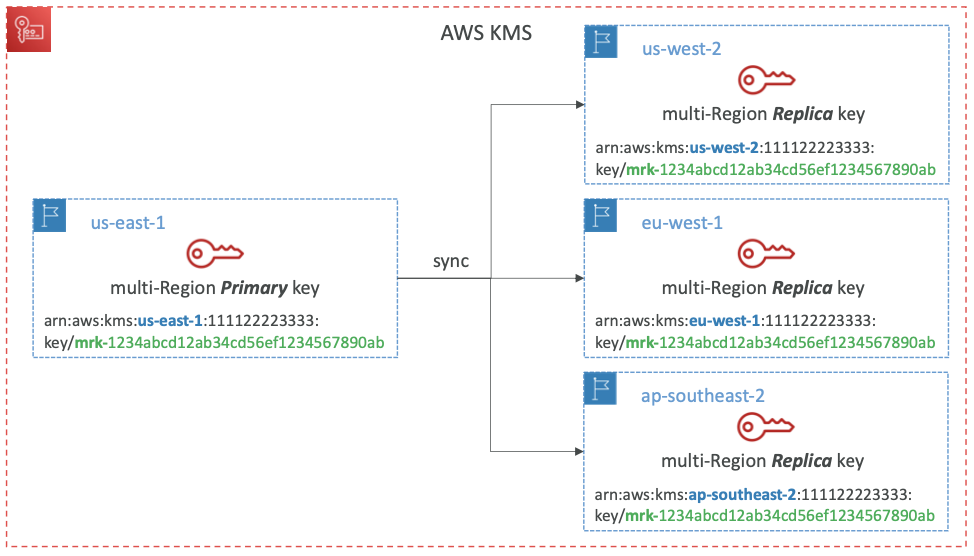 AWS KMS
us-east-1
multi-Region Primary key
arn:aws:kms:us-east-1:111122223333:
key/mrk-1234abcd12ab34cd56ef1234567890ab
sync
us-west-2
multi-Region Replica key
arn:aws:kms:us-west-2:111122223333:
key/mrk-1234abcd12ab34cd56ef1234567890ab
eu-west-1
multi-Region Replica key
arn:aws:kms:eu-west-1:111122223333:
key/mrk-1234abcd12ab34cd56ef1234567890ab
ap-southeast-2
multi-Region Replica key
arn:aws:kms:ap-southeast-2:111122223333:
key/mrk-1234abcd12ab34cd56ef1234567890ab